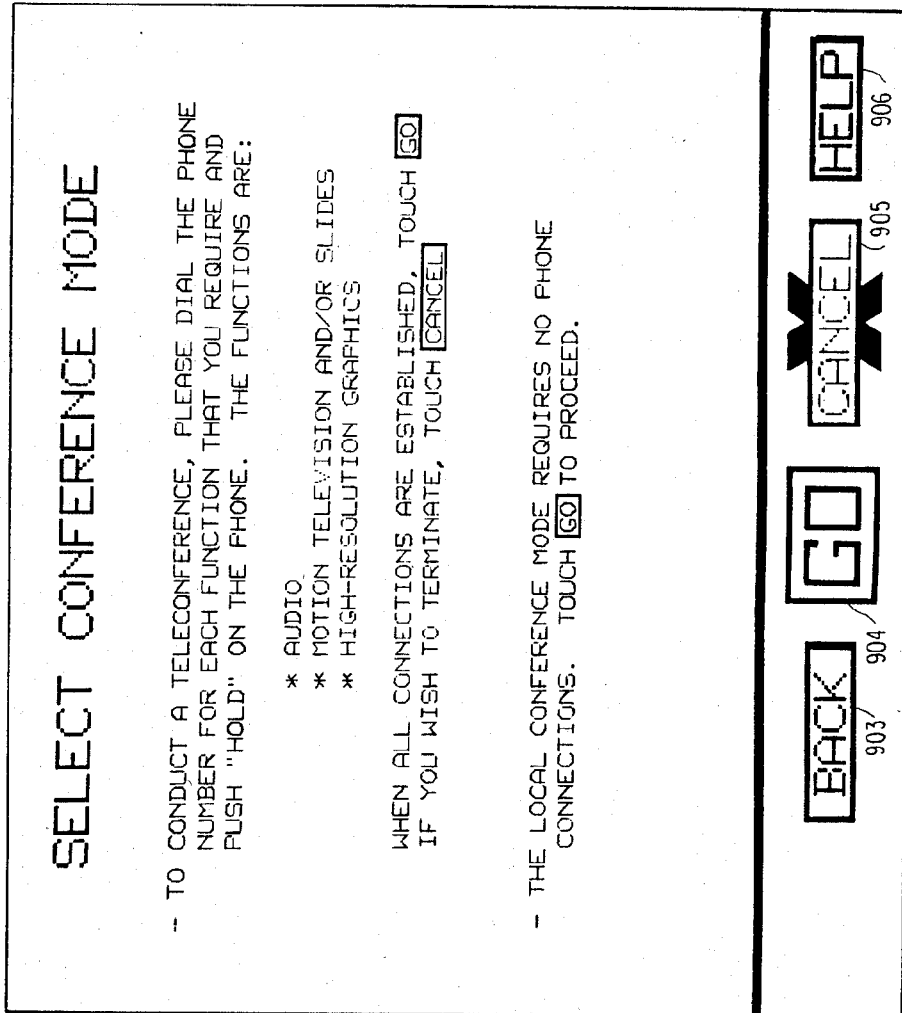 SELECT CONFERENCE MODE
- TO CONDUCT A TELECONFERENCE, PLEASE DIAL THE PHONE
NUMBER FOR EACH FUNCTION THAT YOU REQUIRE AND
PUSH "HOLD" ON THE PHONE. THE FUNCTIONS ARE:
* AUDIO
* MOTION TELEVISION AND/OR SLIDES
* HIGH-RESOLUTION GRAPHICS
WHEN ALL CONNECTIONS ARE ESTABLISHED, TOUCH GO
IF YOU WISH TO TERMINATE, TOUCH CANCEL
- THE LOCAL CONFERENCE MODE REQUIRES NO PHONE
CONNECTIONS. TOUCH GO TO PROCEED.
BACK GO CANCEL HELP
903 904 905 906